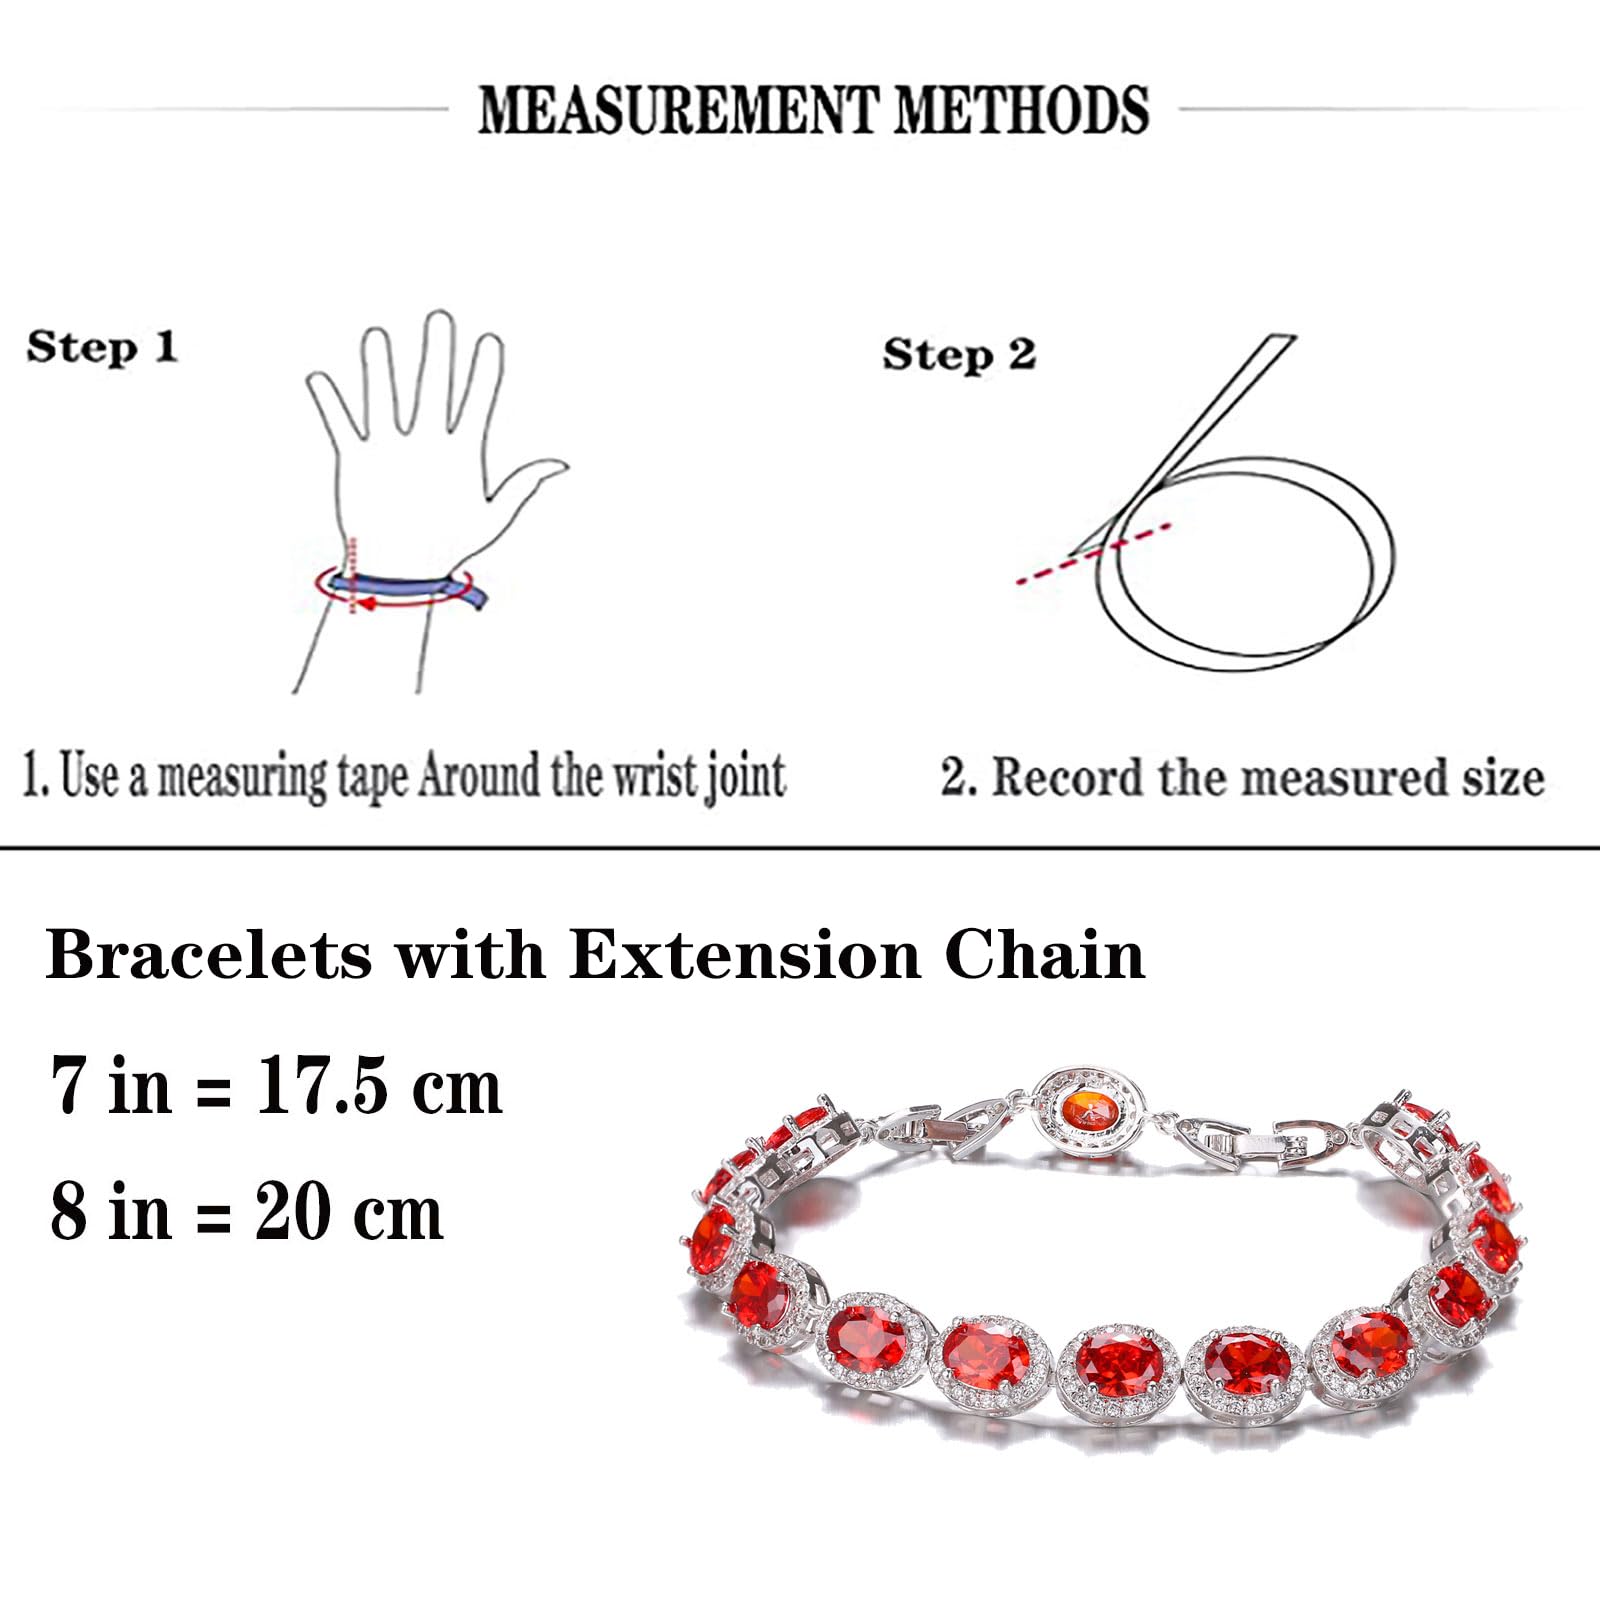 MEASUREMENT METHODS
Step 1
Step 2
1. Use a measuring tape Around the wrist joint
2. Record the measured size
Bracelets with Extension Chain
7 in = 17.5 cm
8 in = 20 cm